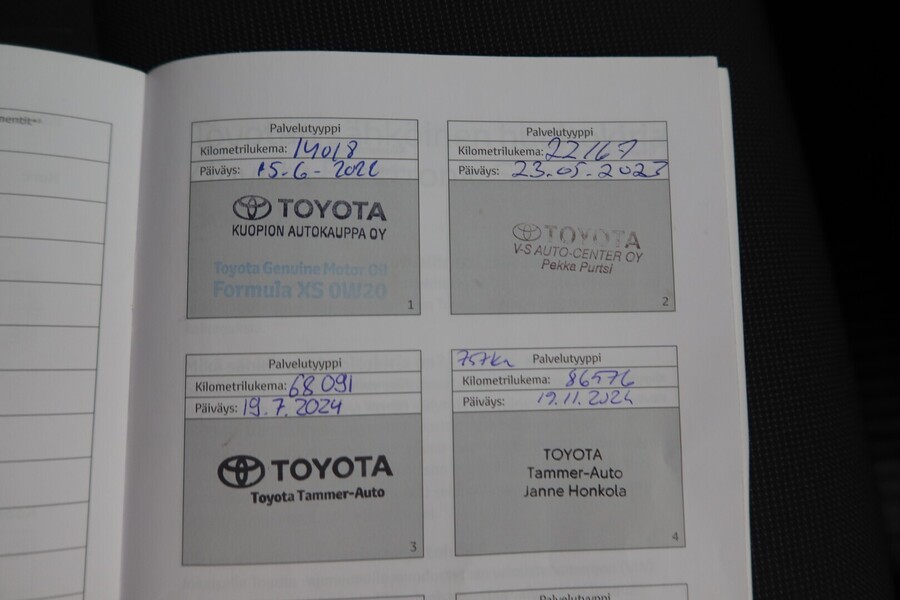 Palvelutyyppi
Kilometrilukema: 14018
Päiväys: 15.6-2022
TOYOTA
KUOPION AUTOKAUPPA OY
Toyota Genuine Motor Oil
Formula XS 0W20
1
Palvelutyyppi
Kilometrilukema: 22167
Päiväys: 23.05.2023
TOYOTA
V-S AUTO-CENTER OY
Pekka Purtsi
2
Palvelutyyppi
Kilometrilukema: 68 091
Päiväys: 19.7.2024
TOYOTA
Toyota Tammer-Auto
3
Palvelutyyppi
Kilometrilukema: 86576
Päiväys: 19.11.2024
TOYOTA
Tammer-Auto
Janne Honkola
4
Palvelutyyppi